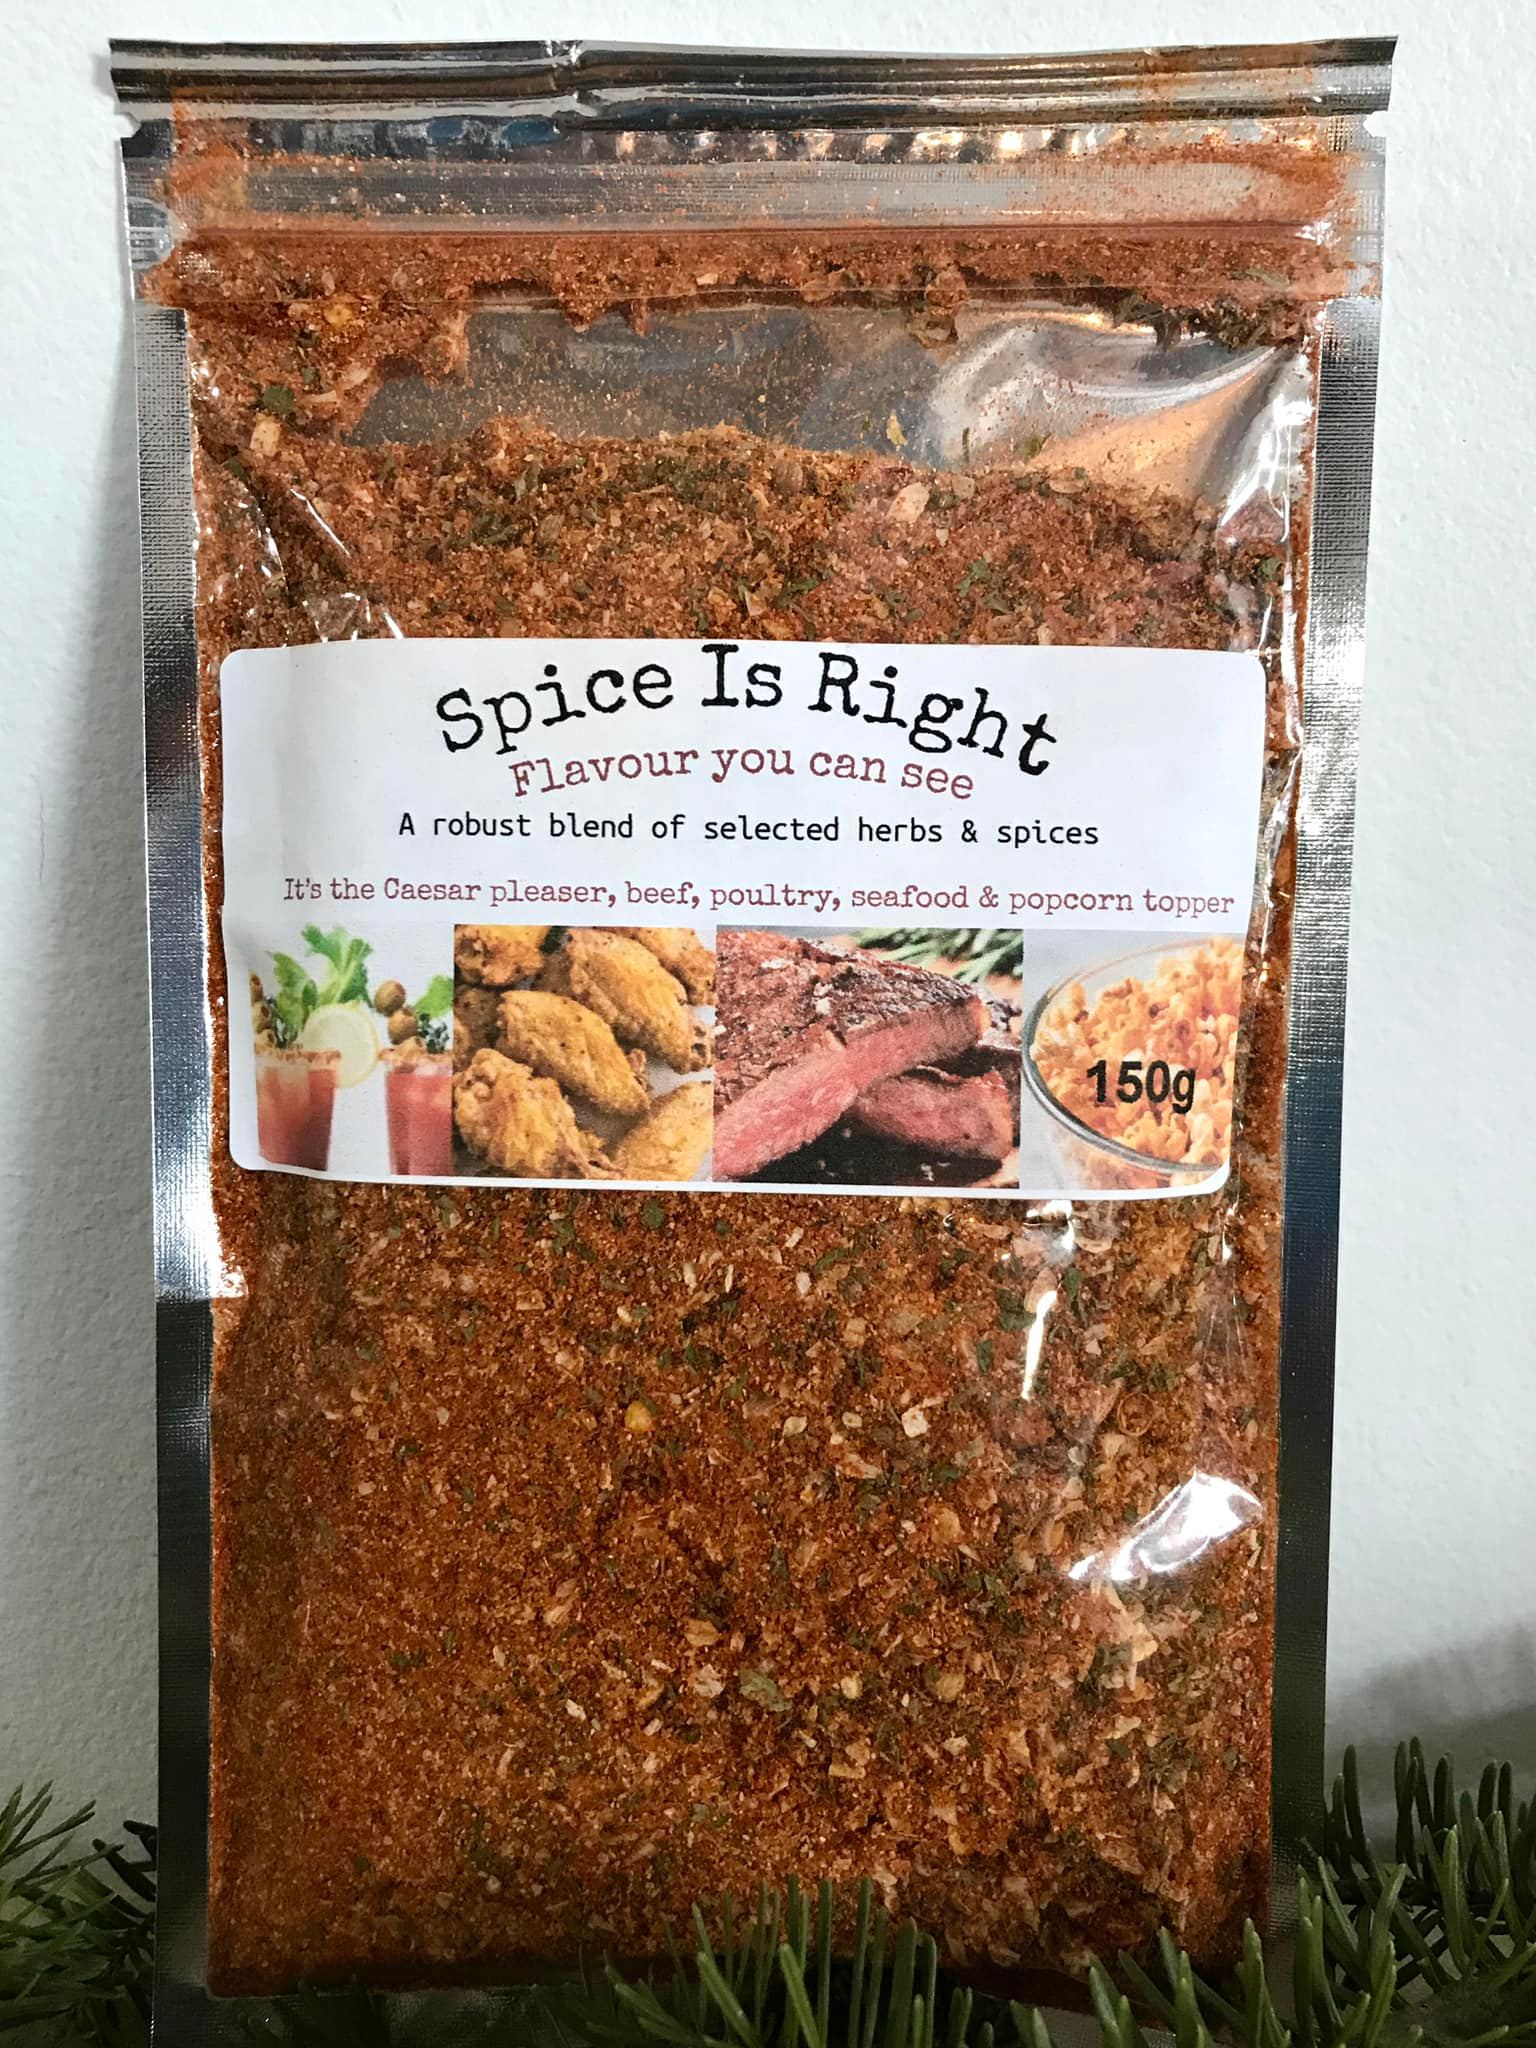 Spice Is Right
Flavour you can see
A robust blend of selected herbs & spices
It's the Caesar pleaser, beef, poultry, seafood & popcorn topper
150g